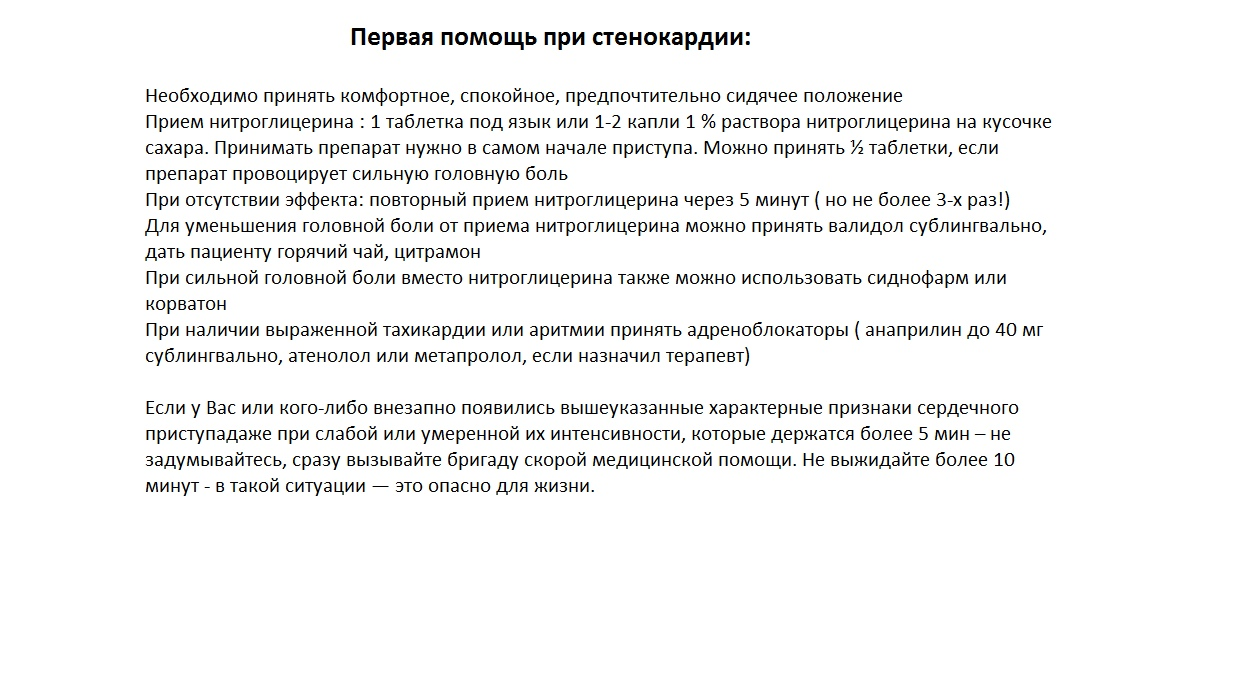 Первая помощь при стенокардии:
Необходимо принять комфортное, спокойное, предпочтительно сидячее положение
Прием нитроглицерина : 1 таблетка под язык или 1-2 капли 1 % раствора нитроглицерина на кусочке
сахара. Принимать препарат нужно в самом начале приступа. Можно принять ½ таблетки, если
препарат провоцирует сильную головную боль
При отсутствии эффекта: повторный прием нитроглицерина через 5 минут ( но не более 3-х раз!)
Для уменьшения головной боли от приема нитроглицерина можно принять валидол сублингвально,
дать пациенту горячий чай, цитрамон
При сильной головной боли вместо нитроглицерина также можно использовать сиднофарм или
корватон
При наличии выраженной тахикардии или аритмии принять адреноблокаторы ( анаприлин до 40 мг
сублингвально, атенолол или метапролол, если назначил терапевт)
Если у Вас или кого-либо внезапно появились вышеуказанные характерные признаки сердечного
приступадаже при слабой или умеренной их интенсивности, которые держатся более 5 мин – не
задумывайтесь, сразу вызывайте бригаду скорой медицинской помощи. Не выжидайте более 10
минут - в такой ситуации — это опасно для жизни.